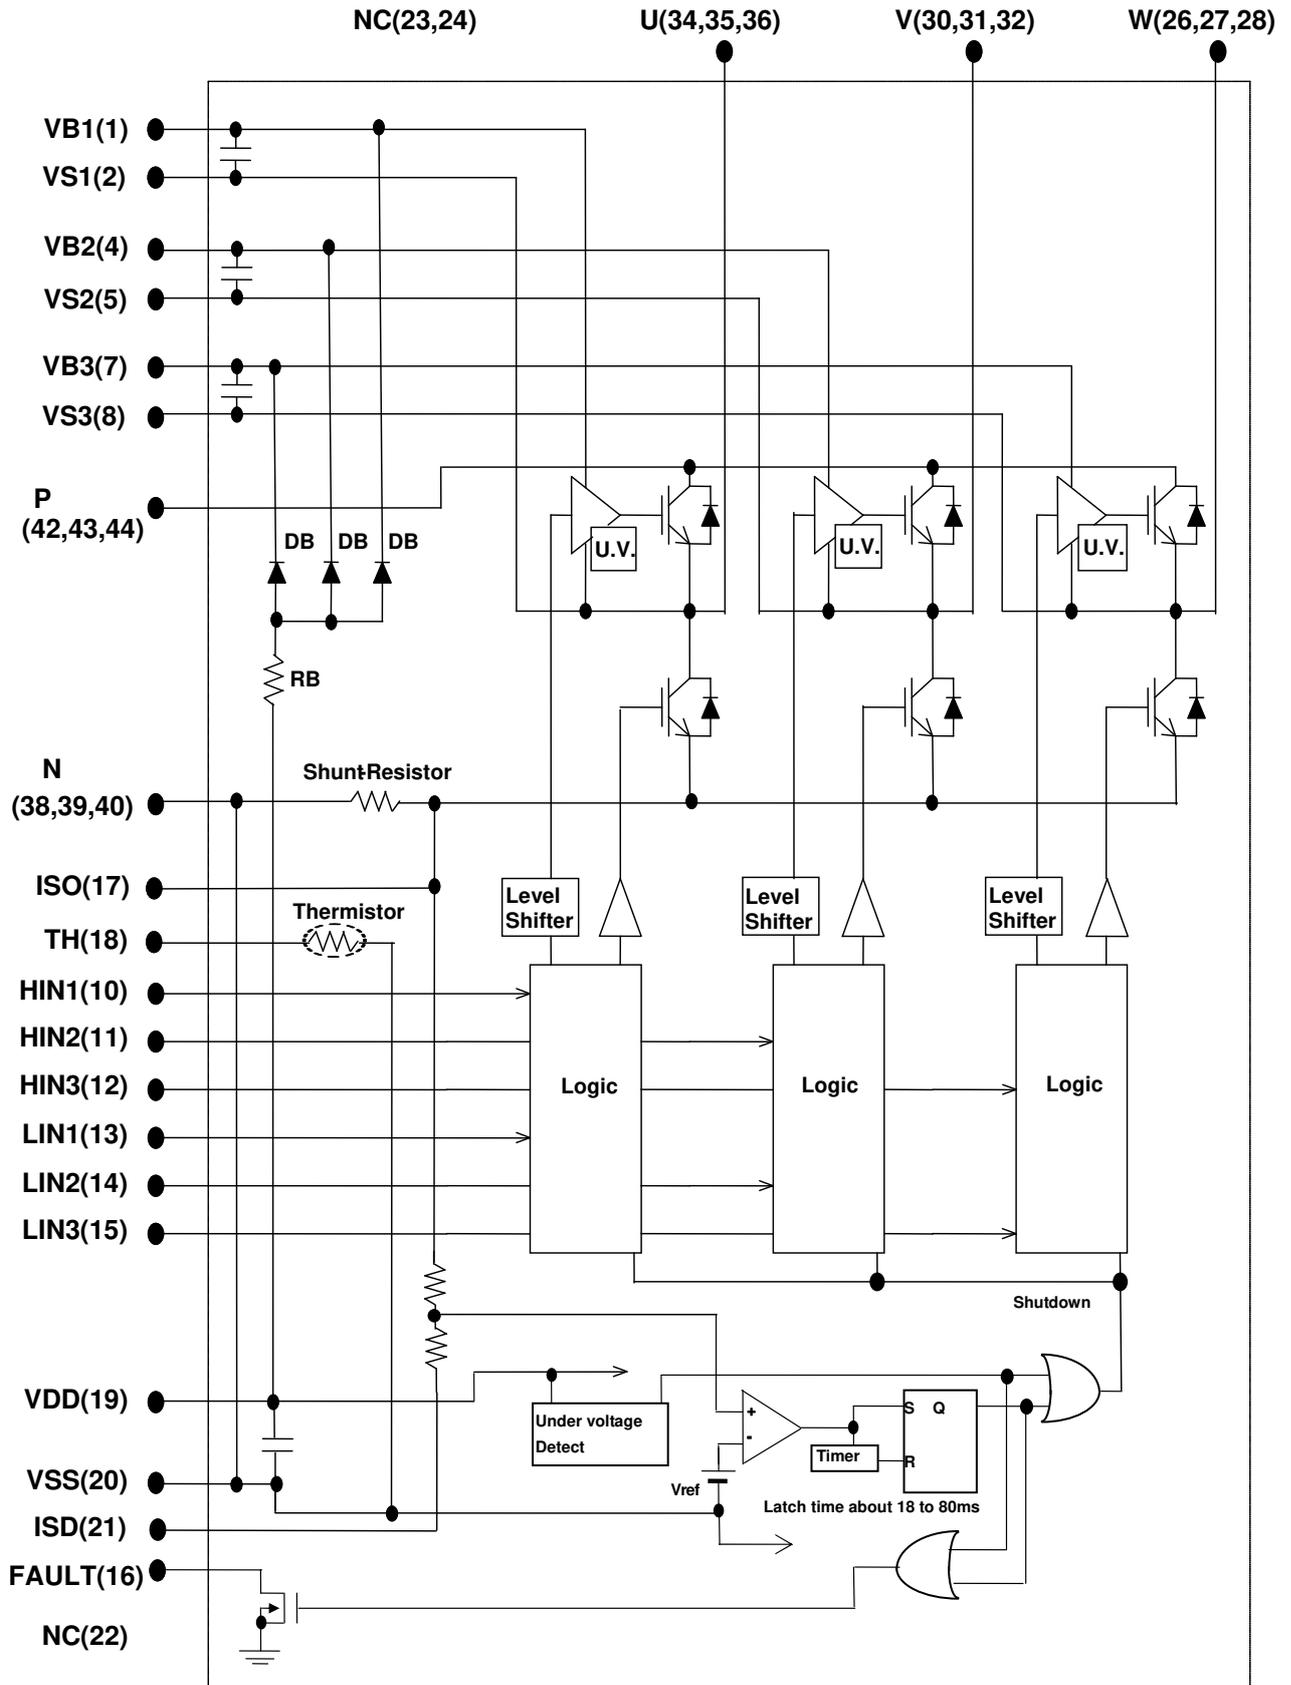 NC(23,24) U(34,35,36) V(30,31,32) W(26,27,28)
VB1(1)
VS1(2)
VB2(4)
VS2(5)
VB3(7)
VS3(8)
P
(42,43,44)
U.V. U.V. U.V.
DB DB DB
RB
N
(38,39,40)
Shunt-Resistor
ISO(17)
Level
Shifter
Level
Shifter
Level
Shifter
Thermistor
TH(18)
HIN1(10)
HIN2(11)
HIN3(12)
Logic Logic Logic
LIN1(13)
LIN2(14)
LIN3(15)
Shutdown
VDD(19)
Under voltage
Detect
+
-
S Q
R
Timer
Vref
Latch time about 18 to 80ms
VSS(20)
ISD(21)
FAULT(16)
NC(22)